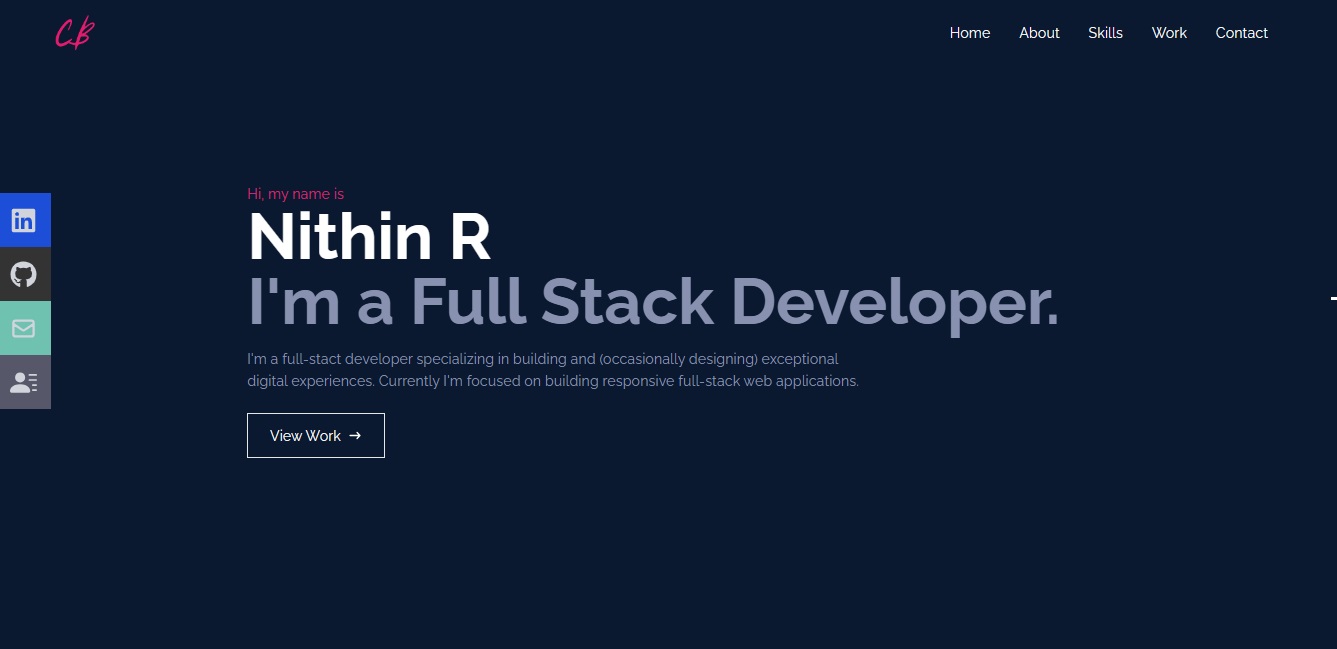 CB
Home About Skills Work Contact
Hi, my name is
Nithin R
I'm a Full Stack Developer.
I'm a full-stact developer specializing in building and (occasionally designing) exceptional
digital experiences. Currently I'm focused on building responsive full-stack web applications.
in
View Work →